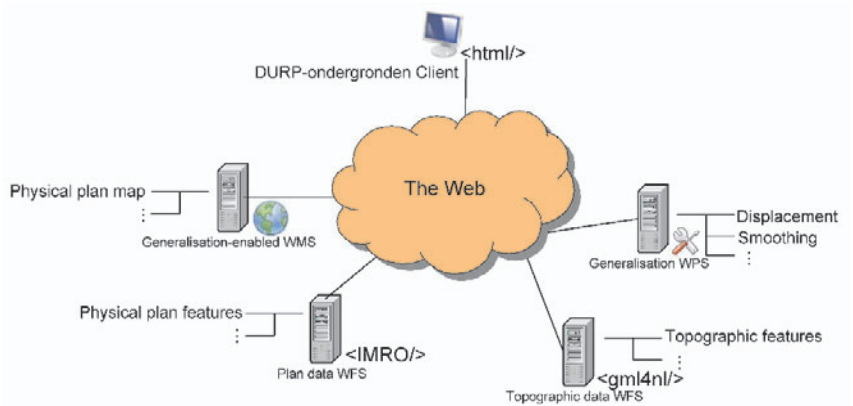 <html/>
DURP-ondergronden Client
The Web
Physical plan map
⋮
Generalisation-enabled WMS
Displacement
Smoothing
⋮
Generalisation WPS
Physical plan features
⋮
<IMRO/>
Plan data WFS
Topographic features
⋮
<gml4nl/>
Topographic data WFS